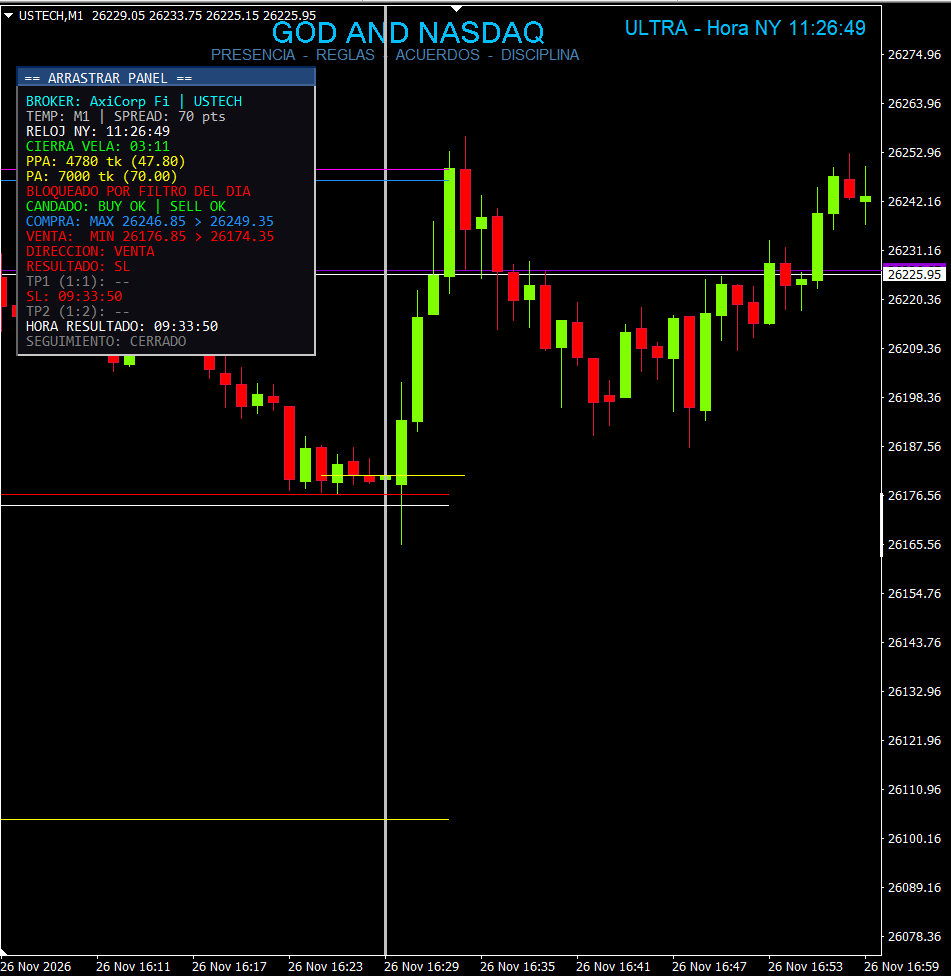 USTECH,M1 26229.05 26233.75 26225.15 26225.95
GOD AND NASDAQ
ULTRA - Hora NY 11:26:49
PRESENCIA - REGLAS - ACUERDOS - DISCIPLINA
== ARRASTRAR PANEL ==
BROKER: AxiCorp Fi | USTECH
TEMP: M1 | SPREAD: 70 pts
RELOJ NY: 11:26:49
CIERRA VELA: 03:11
PPA: 4780 tk (47.80)
PA: 7000 tk (70.00)
BLOQUEADO POR FILTRO DEL DIA
CANDADO: BUY OK | SELL OK
COMPRA: MAX 26246.85 > 26249.35
VENTA: MIN 26176.85 > 26174.35
DIRECCION: VENTA
RESULTADO: SL
TP1 (1:1): --
SL: 09:33:50
TP2 (1:2): --
HORA RESULTADO: 09:33:50
SEGUIMIENTO: CERRADO
26274.96
26263.96
26252.96
26242.16
26231.16
26225.95
26220.36
26209.36
26198.36
26187.56
26176.56
26165.56
26154.76
26143.76
26132.96
26121.96
26110.96
26100.16
26089.16
26078.36
26 Nov 2026
26 Nov 16:11
26 Nov 16:17
26 Nov 16:23
26 Nov 16:29
26 Nov 16:35
26 Nov 16:41
26 Nov 16:47
26 Nov 16:53
26 Nov 16:59